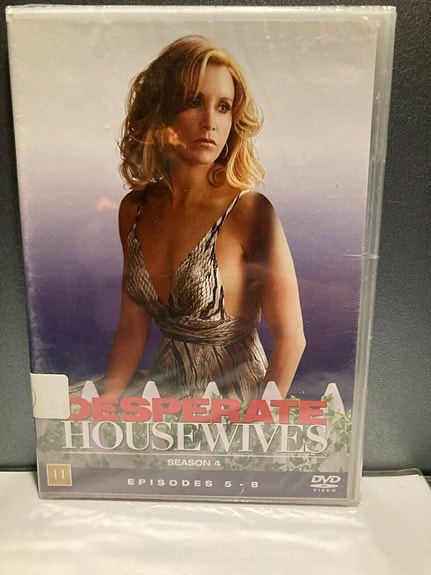 DESPERATE
HOUSEWIVES
SEASON 4
11
EPISODES 5 - 8
DVD
VIDEO